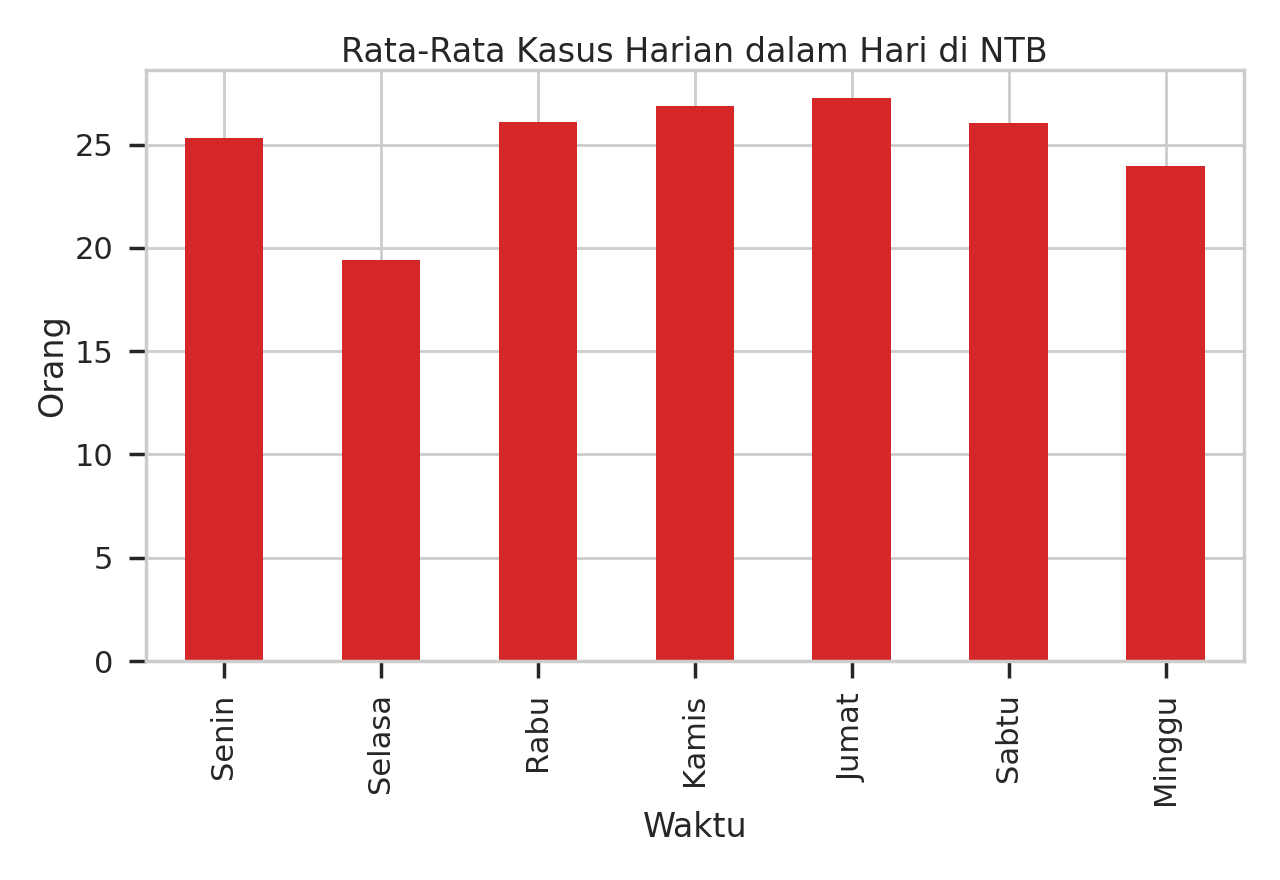 Rata-Rata Kasus Harian dalam Hari di NTB
Orang
25
20
15
10
5
0
Senin
Selasa
Rabu
Kamis
Jumat
Sabtu
Minggu
Waktu